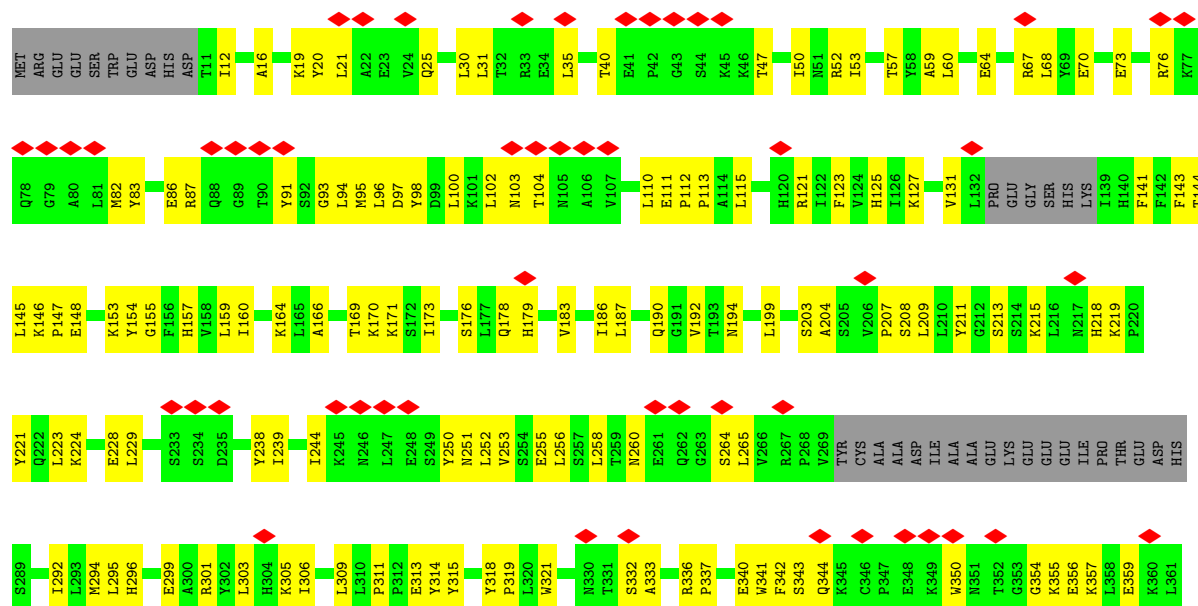 MET ARG GLU GLU SER TRP GLU ASP HIS ASP T11 I12 A16 K19 Y20 L21 A22 E23 V24 Q25 L30 L31 T32 R33 E34 L35 T40 E41 P42 G43 S44 K45 K46 T47 I50 N51 R52 I53 T57 Y58 A59 L60 E64 R67 L68 Y69 E70 E73 R76 K77
Q78 G79 A80 L81 M82 Y83 E86 R87 Q88 G89 T90 Y91 S92 G93 L94 M95 L96 D97 Y98 D99 L100 K101 L102 N103 T104 N105 A106 V107 L110 E111 P112 P113 A114 L115 H120 R121 I122 F123 V124 H125 I126 K127 V131 L132 PRO GLU GLY SER HIS LYS I139 H140 F141 F142 F143 T144
L145 K146 P147 E148 K153 Y154 G155 F156 H157 V158 L159 I160 K164 L165 A166 T169 K170 K171 S172 I173 S176 L177 Q178 H179 V183 I186 L187 Q190 G191 V192 T193 N194 L199 S203 A204 S205 V206 P207 S208 L209 L210 Y211 G212 S213 S214 K215 L216 N217 H218 K219 P220
Y221 Q222 L223 K224 E228 L229 S233 S234 D235 Y238 I239 I244 K245 N246 L247 E248 S249 Y250 N251 L252 V253 S254 E255 L256 S257 L258 T259 N260 E261 Q262 G263 S264 L265 V266 R267 P268 V269 TYR CYS ALA ALA ASP ILE ALA ALA GLU LYS GLU GLU GLU ILE PRO THR GLU ASP HIS
S289 I292 L293 M294 L295 H296 E299 A300 R301 Y302 L303 H304 K305 I306 L309 L310 P311 P312 E313 Y314 Y315 Y318 P319 L320 W321 N330 T331 S332 A333 R336 P337 E340 W341 F342 S343 Q344 K345 C346 P347 E348 K349 W350 N351 T352 G353 G354 K355 E356 K357 L358 E359 K360 L361